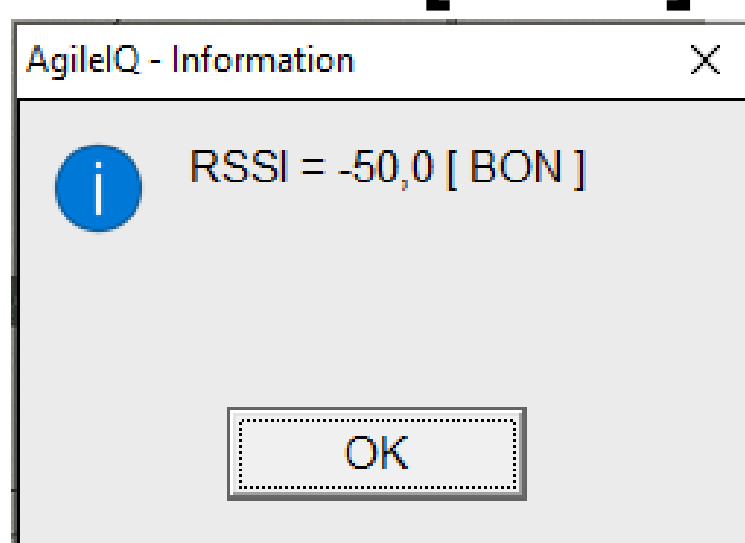 AgileIQ - Information
RSSI = -50,0 [ BON ]
OK